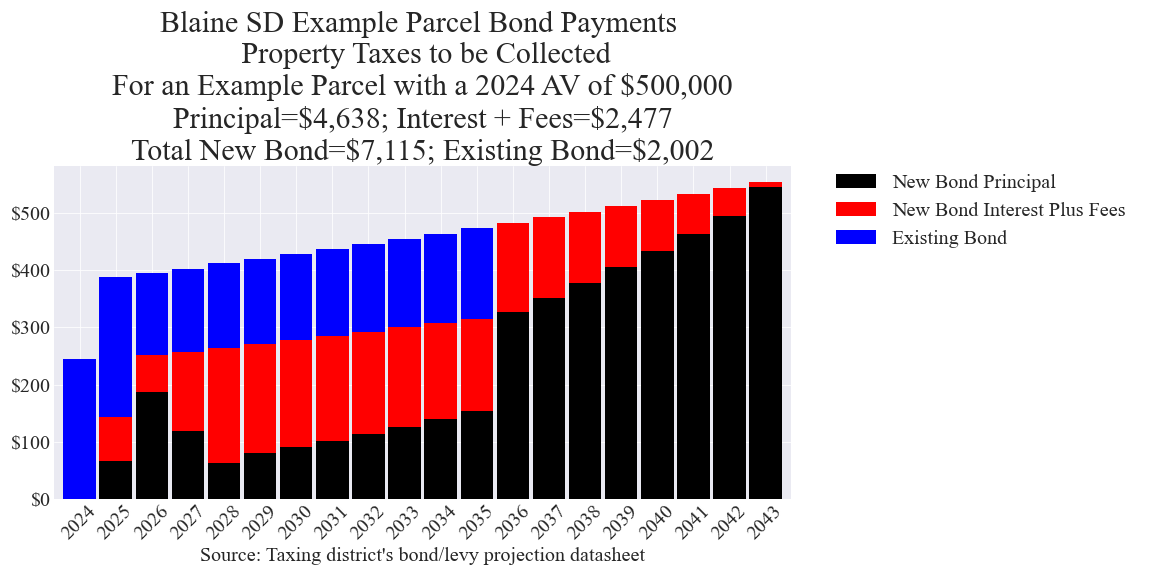 Blaine SD Example Parcel Bond Payments
Property Taxes to be Collected
For an Example Parcel with a 2024 AV of $500,000
Principal=$4,638; Interest + Fees=$2,477
Total New Bond=$7,115; Existing Bond=$2,002
New Bond Principal
New Bond Interest Plus Fees
Existing Bond
$500
$400
$300
$200
$100
$0
2024 2025 2026 2027 2028 2029 2030 2031 2032 2033 2034 2035 2036 2037 2038 2039 2040 2041 2042 2043
Source: Taxing district's bond/levy projection datasheet